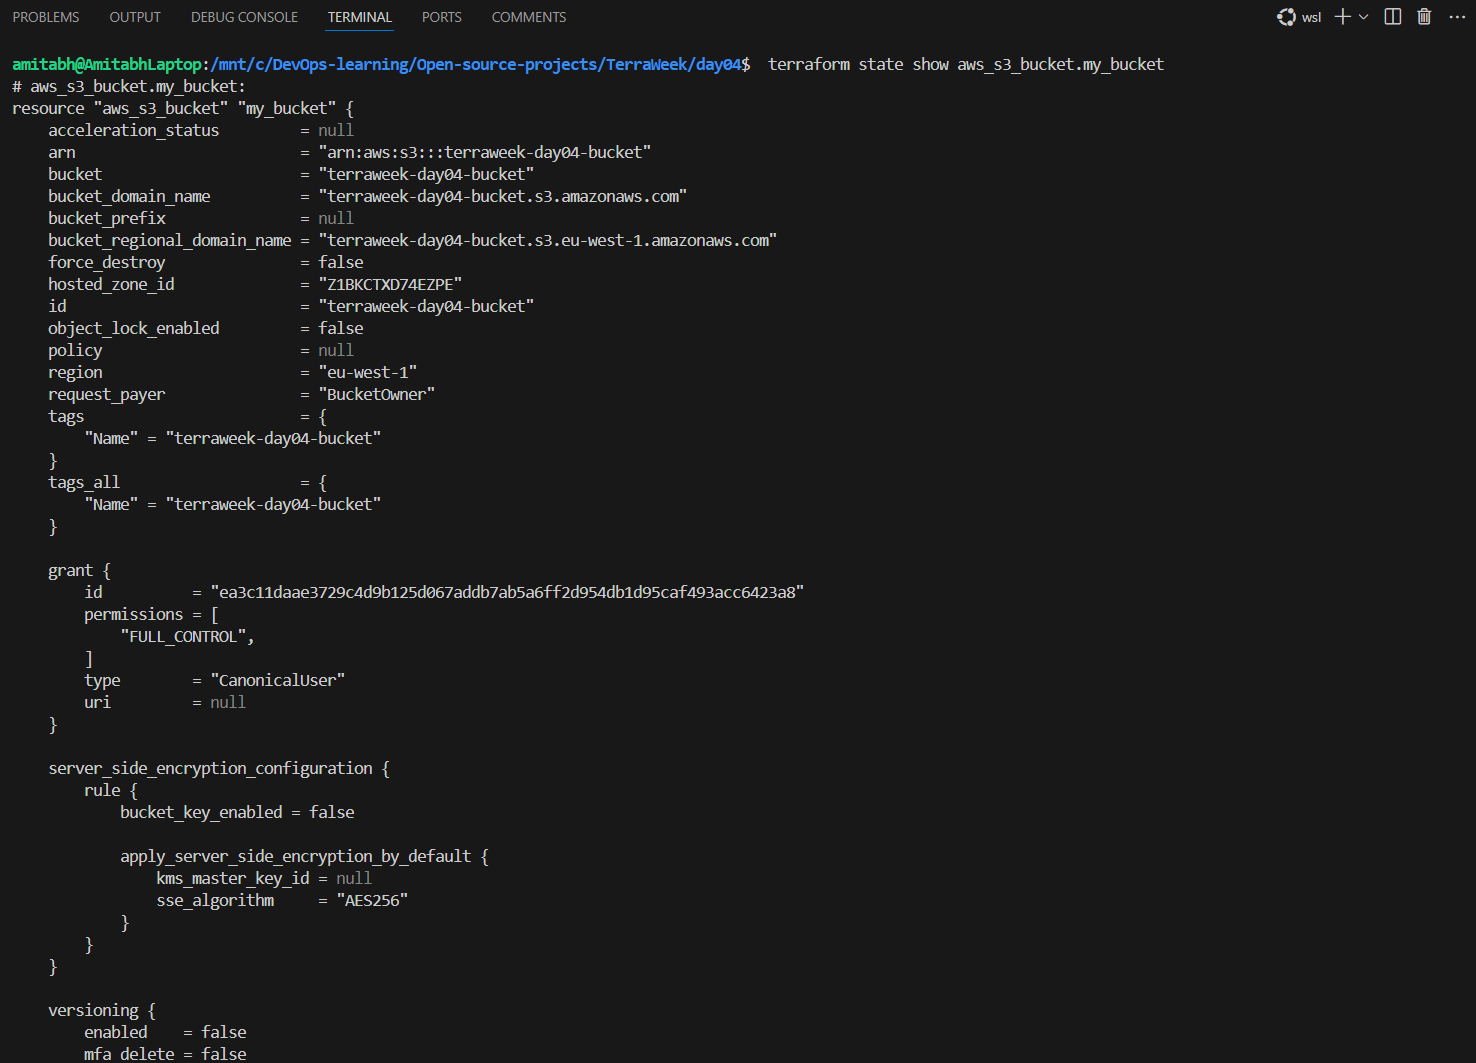 PROBLEMS OUTPUT DEBUG CONSOLE TERMINAL PORTS COMMENTS wsl
amitabh@AmitabhLaptop:/mnt/c/DevOps-learning/Open-source-projects/TerraWeek/day04$ terraform state show aws_s3_bucket.my_bucket
# aws_s3_bucket.my_bucket:
resource "aws_s3_bucket" "my_bucket" {
    acceleration_status         = null
    arn                         = "arn:aws:s3:::terraweek-day04-bucket"
    bucket                      = "terraweek-day04-bucket"
    bucket_domain_name          = "terraweek-day04-bucket.s3.amazonaws.com"
    bucket_prefix               = null
    bucket_regional_domain_name = "terraweek-day04-bucket.s3.eu-west-1.amazonaws.com"
    force_destroy               = false
    hosted_zone_id              = "Z1BKCTXD74EZPE"
    id                          = "terraweek-day04-bucket"
    object_lock_enabled         = false
    policy                      = null
    region                      = "eu-west-1"
    request_payer               = "BucketOwner"
    tags                        = {
        "Name" = "terraweek-day04-bucket"
    }
    tags_all                    = {
        "Name" = "terraweek-day04-bucket"
    }
    grant {
        id          = "ea3c11daae3729c4d9b125d067addb7ab5a6ff2d954db1d95caf493acc6423a8"
        permissions = [
            "FULL_CONTROL",
        ]
        type        = "CanonicalUser"
        uri         = null
    }
    server_side_encryption_configuration {
        rule {
            bucket_key_enabled = false
            apply_server_side_encryption_by_default {
                kms_master_key_id = null
                sse_algorithm     = "AES256"
            }
        }
    }
    versioning {
        enabled    = false
        mfa_delete = false